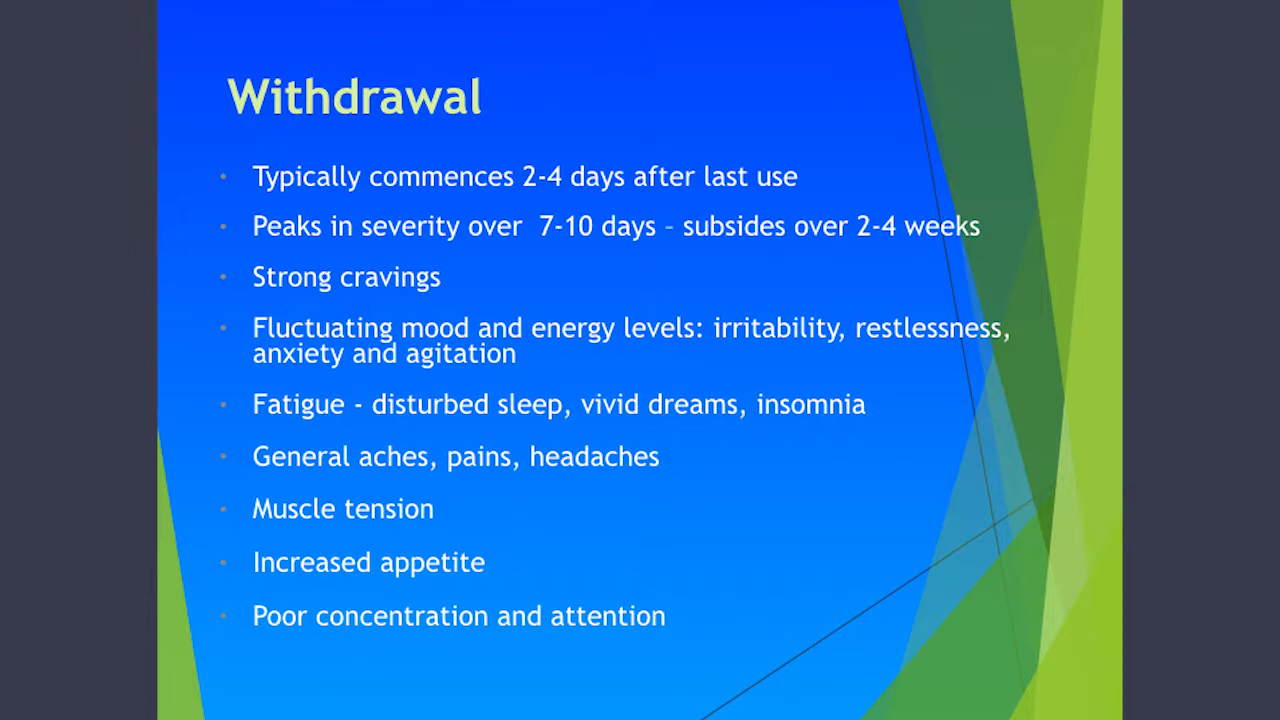 Withdrawal
• Typically commences 2-4 days after last use
• Peaks in severity over  7-10 days – subsides over 2-4 weeks
• Strong cravings
• Fluctuating mood and energy levels: irritability, restlessness,
anxiety and agitation
• Fatigue - disturbed sleep, vivid dreams, insomnia
• General aches, pains, headaches
• Muscle tension
• Increased appetite
• Poor concentration and attention